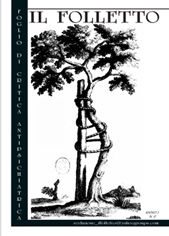 IL FOLLETTO
FOGLIO DI CRITICA ANTIPSICHIATRICA